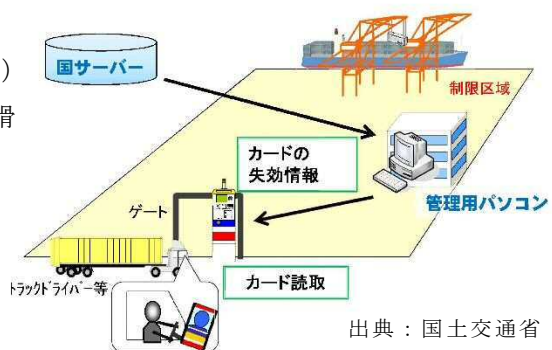 ）
国サーバー
滑
制限区域
カードの
失効情報
管理用パソコン
ゲート
カード読取
トラックドライバー等
出典：国土交通省